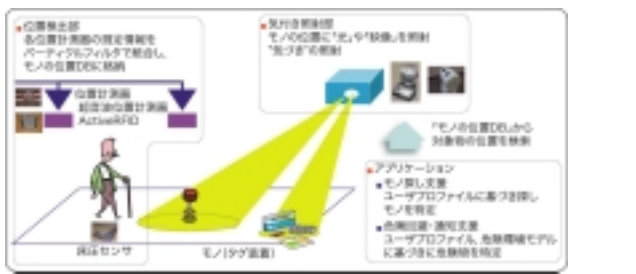 位置検出部
各位置計測器の測定情報を
パーティクルフィルタで統合し、
モノの位置DBに格納
位置計測器
超音波位置計測器
ActiveRFID
床圧センサ
気付き照射部
モノの位置に"光"や"映像"を照射
"気づき"の照射
「モノの位置DB」から
対象物の位置を検索
モノ(タグ装着)
アプリケーション
モノ探し支援
ユーザプロファイルに基づき探し
モノを特定
危険回避・通知支援
ユーザプロファイル、危険環境モデル
に基づきに危険物を特定